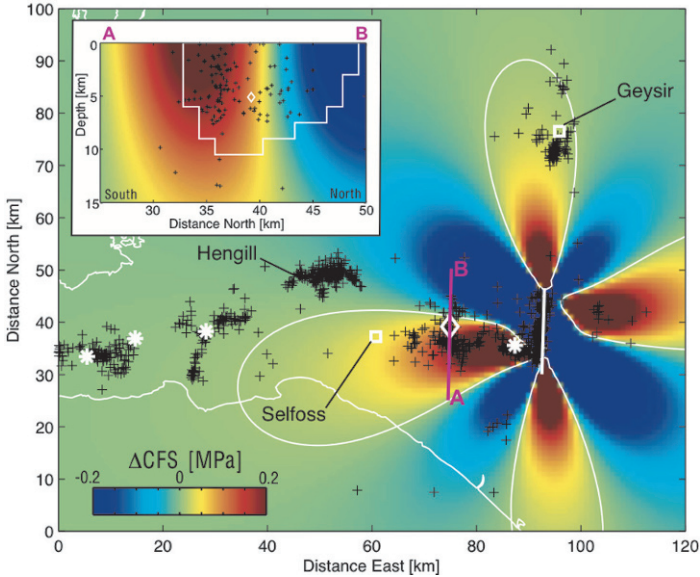 100
90
80
70
60
50
40
30
20
10
0
Distance North [km]
A
B
0
5
10
15
Depth [km]
South
North
25
30
35
40
45
50
Distance North [km]
Geysir
Hengill
B
A
Selfoss
ΔCFS [MPa]
-0.2
0
0.2
0
20
40
60
80
100
120
Distance East [km]